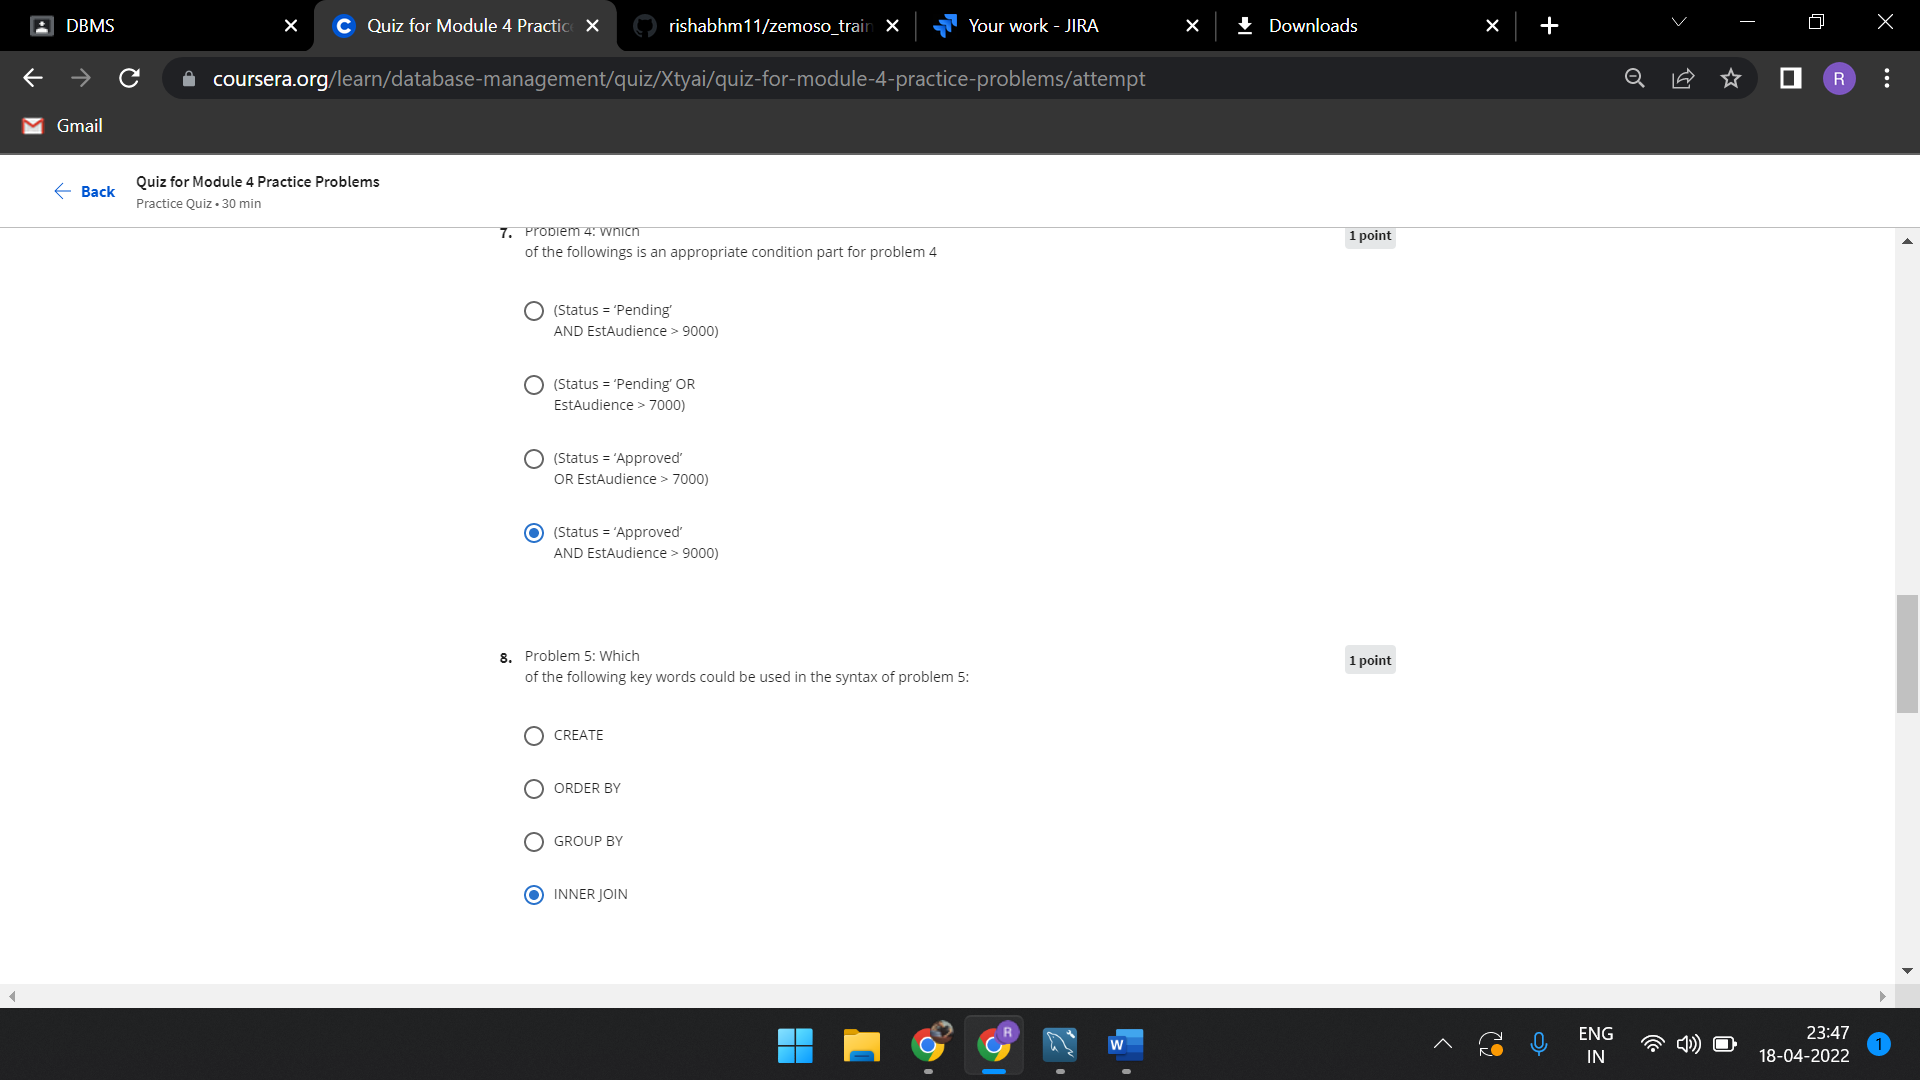 DBMS
Quiz for Module 4 Practic
rishabhm11/zemoso_train
Your work - JIRA
Downloads
coursera.org/learn/database-management/quiz/Xtyai/quiz-for-module-4-practice-problems/attempt
R
Gmail
Back
Quiz for Module 4 Practice Problems
Practice Quiz • 30 min
7. Problem 4: Which
of the followings is an appropriate condition part for problem 4
1 point
(Status = ‘Pending’
AND EstAudience > 9000)
(Status = ‘Pending’ OR
EstAudience > 7000)
(Status = ‘Approved’
OR EstAudience > 7000)
(Status = ‘Approved’
AND EstAudience > 9000)
8. Problem 5: Which
of the following key words could be used in the syntax of problem 5:
1 point
CREATE
ORDER BY
GROUP BY
INNER JOIN
R
W
ENG
IN
23:47
18-04-2022
1